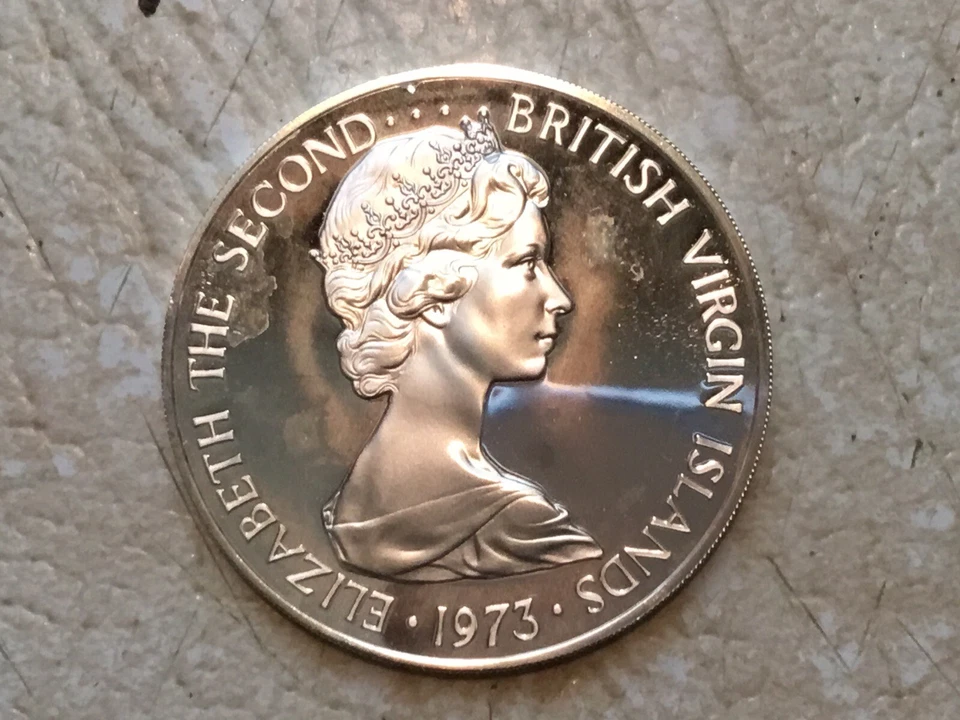 ELIZABETH THE SECOND.... BRITISH VIRGIN ISLANDS · 1973 ·